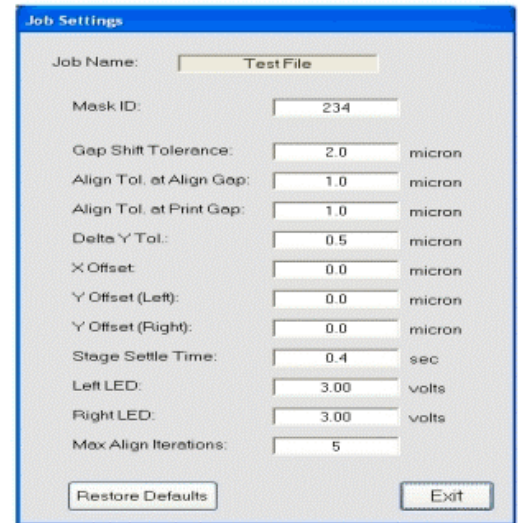 Job Settings
Job Name: Test File
Mask ID: 234
Gap Shift Tolerance: 2.0 micron
Align Tol. at Align Gap: 1.0 micron
Align Tol. at Print Gap: 1.0 micron
Delta Y Tol.: 0.5 micron
X Offset: 0.0 micron
Y Offset (Left): 0.0 micron
Y Offset (Right): 0.0 micron
Stage Settle Time: 0.4 sec
Left LED: 3.00 volts
Right LED: 3.00 volts
Max Align Iterations: 5
Restore Defaults Exit